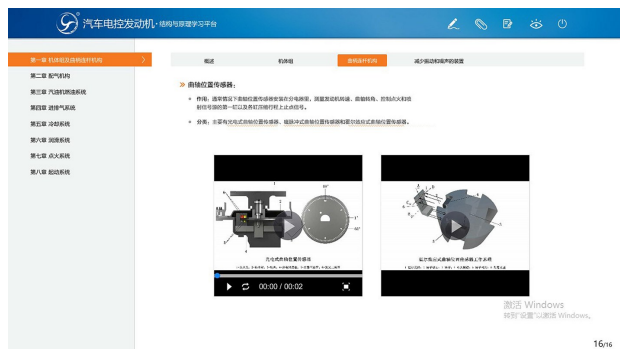 汽车电控发动机·结构与原理学习平台
第一章 机体组及曲柄连杆机构
概述 机体组 曲柄连杆机构 减少振动和噪声的装置
第二章 配气机构
第三章 汽油机燃油系统
第四章 进排气系统
第五章 冷却系统
第六章 润滑系统
第七章 点火系统
第八章 起动系统
曲轴位置传感器：
作用：通常情况下曲轴位置传感器安装在分电器里，测量发动机转速、曲轴转角、控制点火和喷
射信号源的第一缸以及各缸压缩行程上止点信号。
分类：主要有光电式曲轴位置传感器、磁脉冲式曲轴位置传感器和霍尔效应式曲轴位置传感器。
光电式曲轴位置传感器
00:00 / 00:02
激活 Windows
转到"设置"以激活 Windows。
16/16